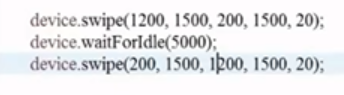 device.swipe(1200, 1500, 200, 1500, 20);
device.waitForIdle(5000);
device.swipe(200, 1500, 1200, 1500, 20);